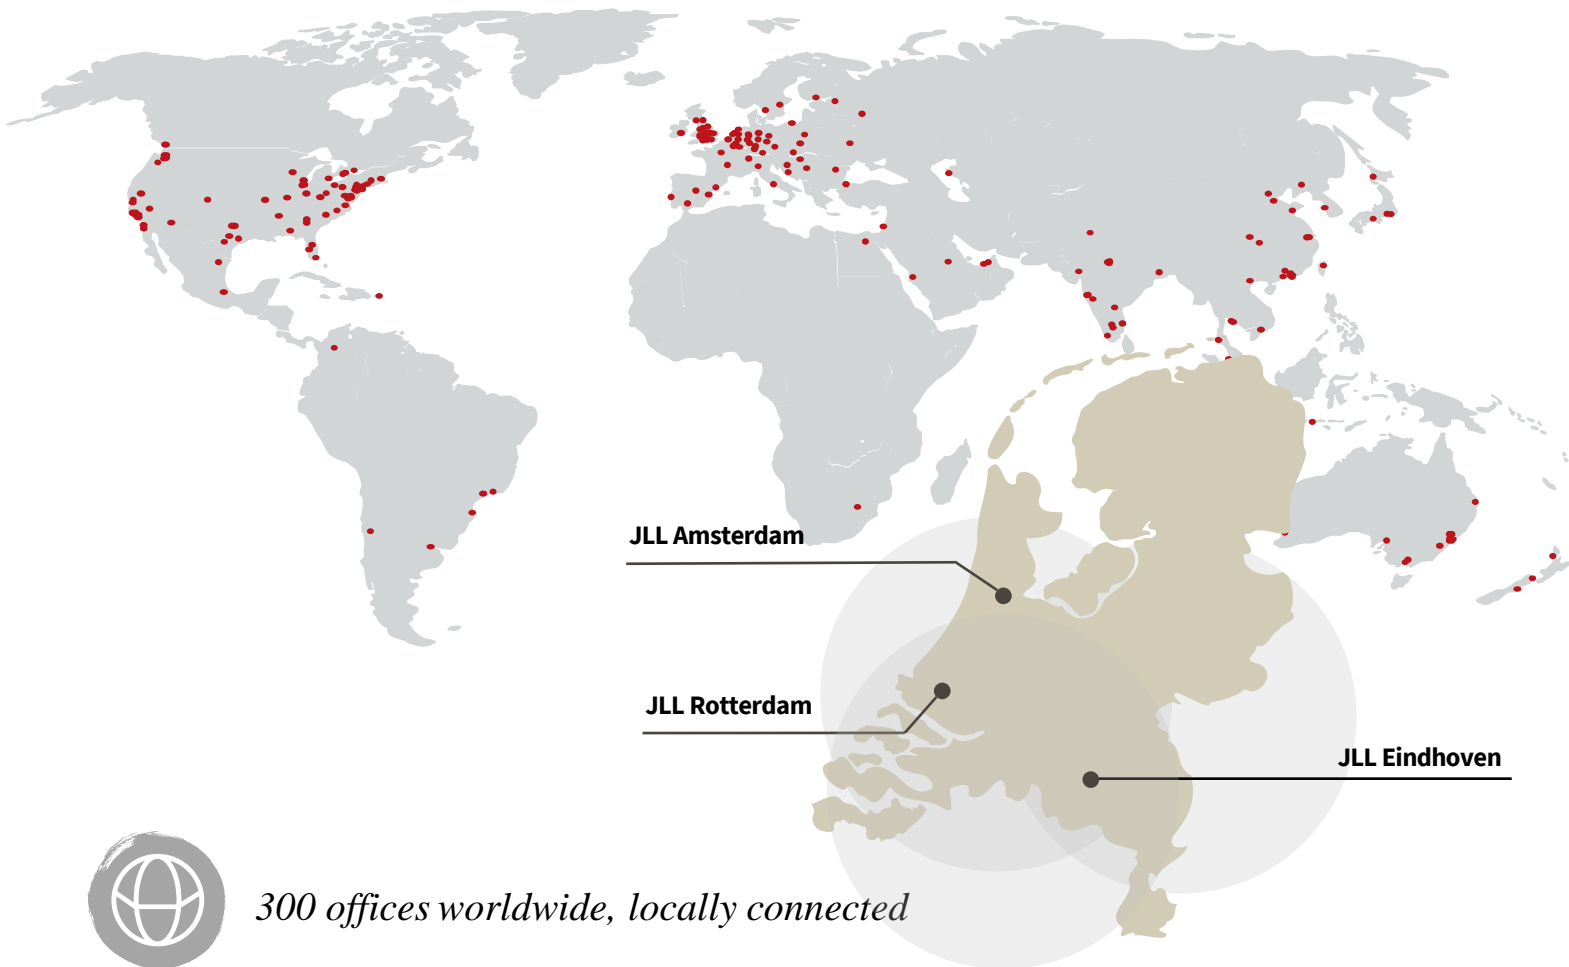 JLL Amsterdam
JLL Rotterdam
JLL Eindhoven
300 offices worldwide, locally connected